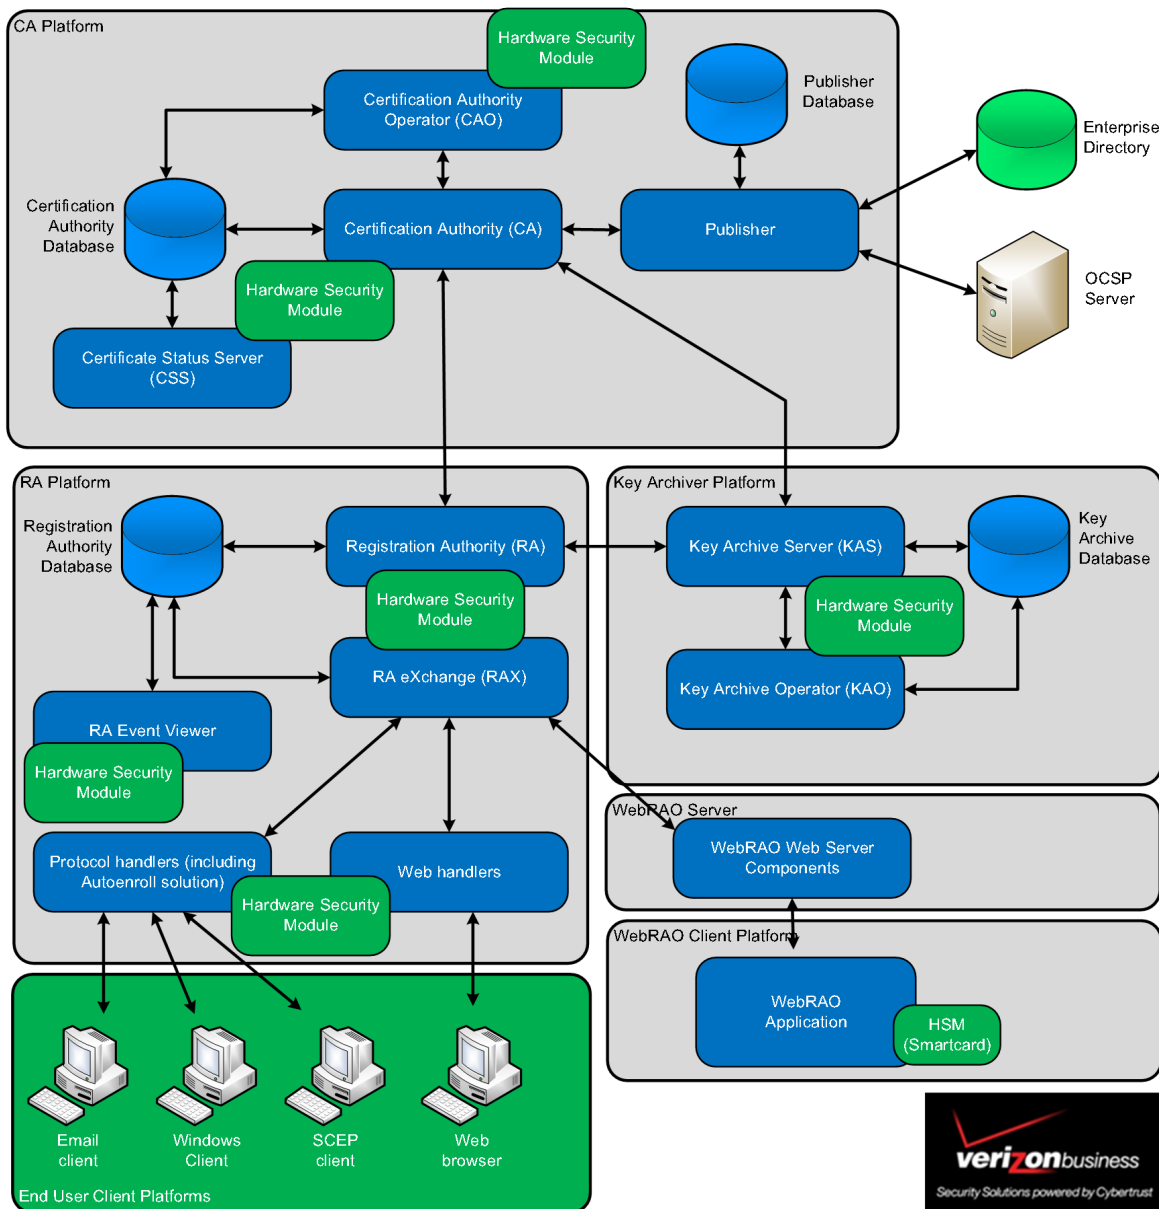 CA Platform
Hardware Security
Module
Certification Authority
Operator (CAO)
Publisher
Database
Enterprise
Directory
Certification
Authority
Database
Certification Authority (CA)
Publisher
Hardware Security
Module
OCSP
Server
Certificate Status Server
(CSS)
RA Platform
Registration
Authority
Database
Registration Authority (RA)
Hardware Security
Module
RA eXchange (RAX)
RA Event Viewer
Hardware Security
Module
Protocol handlers (including
Autoenroll solution)
Hardware Security
Module
Web handlers
Key Archiver Platform
Key Archive Server (KAS)
Key
Archive
Database
Hardware Security
Module
Key Archive Operator (KAO)
WebRAO Server
WebRAO Web Server
Components
WebRAO Client Platform
WebRAO
Application
HSM
(Smartcard)
Email
client
Windows
Client
SCEP
client
Web
browser
End User Client Platforms
verizonbusiness
Security Solutions powered by Cybertrust